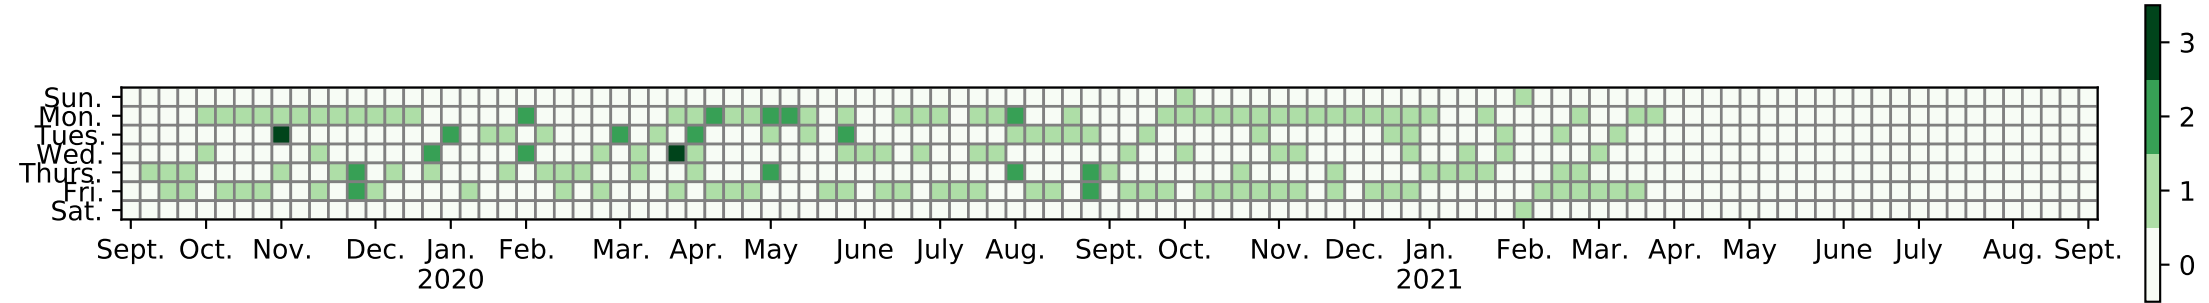 Sun.
Mon.
Tues.
Wed.
Thurs.
Fri.
Sat.
Sept. Oct. Nov. Dec. Jan. Feb. Mar. Apr. May June July Aug. Sept. Oct. Nov. Dec. Jan. Feb. Mar. Apr. May June July Aug. Sept.
2020 2021
3
2
1
0